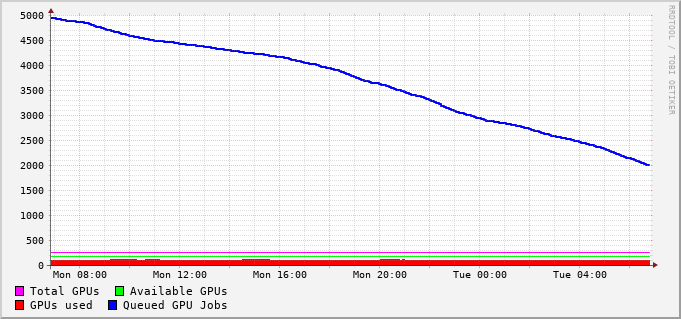 5000
4500
4000
3500
3000
2500
2000
1500
1000
500
0
Mon 08:00 Mon 12:00 Mon 16:00 Mon 20:00 Tue 00:00 Tue 04:00
Total GPUs Available GPUs
GPUs used Queued GPU Jobs
RRDTOOL / TOBI OETIKER